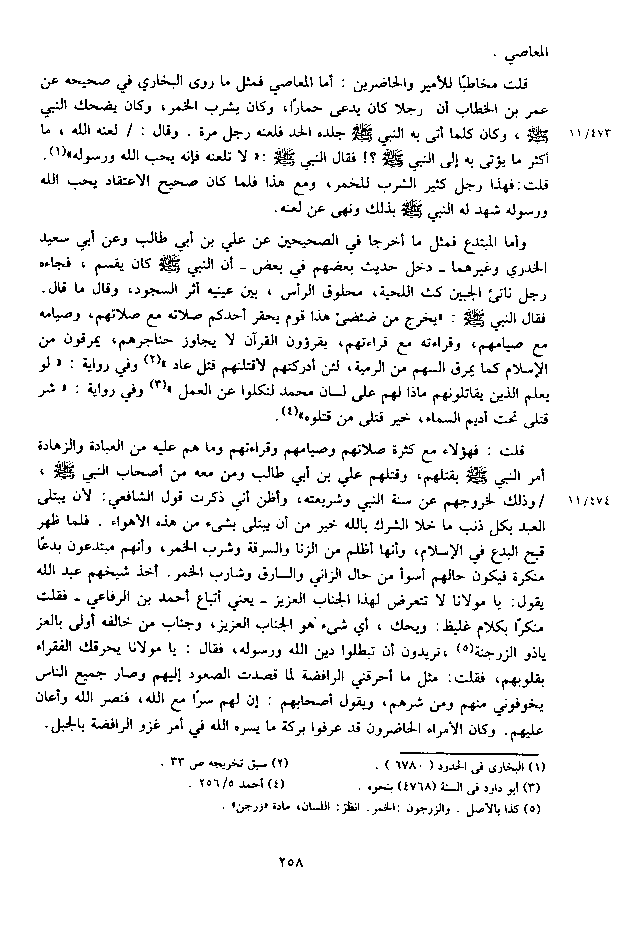 المعاصي .
قلت مخاطبًا للأمير والحاضرين : أما المعاصي فمثل ما روى البخاري في صحيحه عن
عمر بن الخطاب أن رجلا كان يدعى حمارًا، وكان يشرب الخمر، وكان يضحك النبي
ﷺ ، وكان كلما أتى به النبي ﷺ جلده الحد فلعنه رجل مرة . وقال : / لعنه الله ، ما ١١/٤٧٣
أكثر ما يؤتى به إلى النبي ﷺ ؟! فقال النبي ﷺ :« لا تلعنه فإنه يحب الله ورسوله»(١).
قلت:فهذا رجل كثير الشرب للخمر، ومع هذا فلما كان صحيح الاعتقاد يحب الله
ورسوله شهد له النبي ﷺ بذلك ونهى عن لعنه.
وأما المبتدع فمثل ما أخرجا في الصحيحين عن علي بن أبي طالب وعن أبي سعيد
الخدري وغيرهما ـ دخل حديث بعضهم في بعض ـ أن النبي ﷺ كان يقسم ، فجاءه
رجل ناتئ الجبين كث اللحية، محلوق الرأس ، بين عينيه أثر السجود، وقال ما قال.
فقال النبي ﷺ : «يخرج من ضئضئ هذا قوم يحقر أحدكم صلاته مع صلاتهم، وصيامه
مع صيامهم، وقراءته مع قراءتهم، يقرؤون القرآن لا يجاوز حناجرهم، يمرقون من
الإسلام كما يمرق السهم من الرمية، لئن أدركتهم لأقتلنهم قتل عاد »(٢) وفي رواية : « لو
يعلم الذين يقاتلونهم ماذا لهم على لسان محمد لنكلوا عن العمل »(٣) وفي رواية : « شر
قتلى تحت أديم السماء، خير قتلى من قتلوه»(٤).
قلت : فهؤلاء مع كثرة صلاتهم وصيامهم وقراءتهم وما هم عليه من العبادة والزهادة
أمر النبي ﷺ بقتلهم، وقتلهم علي بن أبي طالب ومن معه من أصحاب النبي ﷺ ،
/ وذلك لخروجهم عن سنة النبي وشريعته، وأظن أني ذكرت قول الشافعي: لأن يبتلى ١١/٤٧٤
العبد بكل ذنب ما خلا الشرك بالله خير من أن يبتلى بشىء من هذه الأهواء . فلما ظهر
قبح البدع في الإسلام، وأنها أظلم من الزنا والسرقة وشرب الخمر، وأنهم مبتدعون بدعًا
منكرة فيكون حالهم أسوأ من حال الزاني والسارق وشارب الخمر. أخذ شيخهم عبد الله
يقول: يا مولانا لا تتعرض لهذا الجناب العزيز ـ يعني أتباع أحمد بن الرفاعي ـ فقلت
منكرًا بكلام غليظ: ويحك ، أي شىء هو الجناب العزيز، وجناب من خالفه أولى بالعز
ياذو الزرجنة(٥) ،تريدون أن تبطلوا دين الله ورسوله، فقال : يا مولانا يحرقك الفقراء
بقلوبهم، فقلت: مثل ما أحرقني الرافضة لما قصدت الصعود إليهم وصار جميع الناس
يخوفوني منهم ومن شرهم، ويقول أصحابهم : إن لهم سرًا مع الله، فنصر الله وأعان
عليهم. وكان الأمراء الحاضرون قد عرفوا بركة ما يسره الله في أمر غزو الرافضة بالجبل.
(١) البخارى فى الحدود ( ٦٧٨٠ ) . (٢) سبق تخريجه ص ٣٣ .
(٣) أبو داود فى السنة (٤٧٦٨) بنحوه . (٤) أحمد ٢٥٦/٥ .
(٥) كذا بالأصل . والزرجون :الخمر. انظر: اللسان، مادة «زرجن» .
٢٥٨